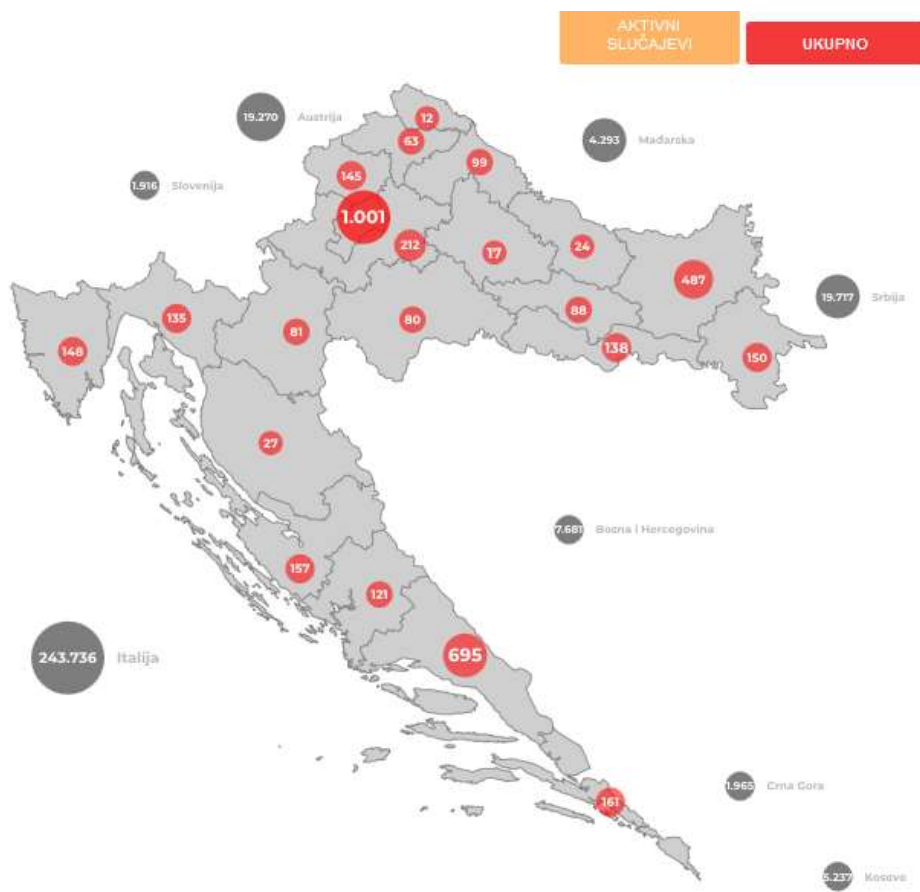 AKTIVNI
SLUČAJEVI
UKUPNO
19.270 Austrija
12
63
4.293 Mađarska
99
145
1.916 Slovenija
1.001
212
17
24
487
19.717 Srbija
135
88
81
80
138
148
150
27
7.681 Bosna i Hercegovina
157
121
695
243.736 Italija
1.965 Crna Gora
161
5.237 Kosovo